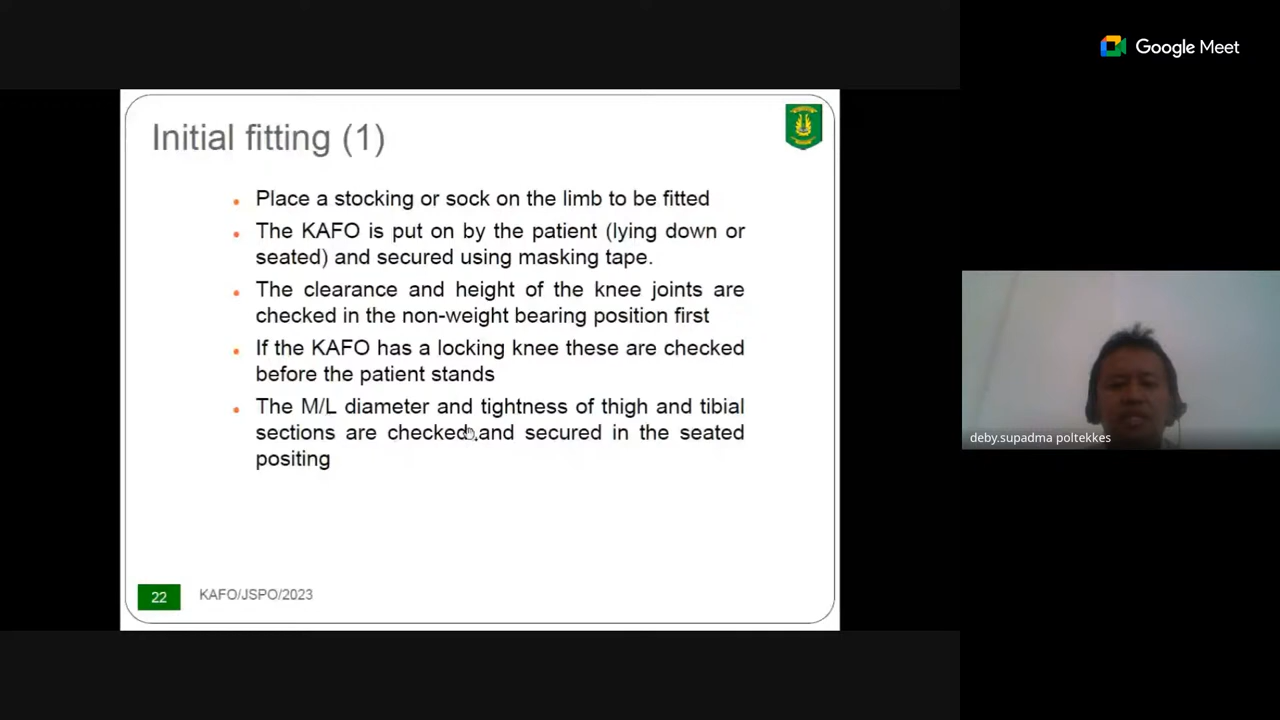 Google Meet
Initial fitting (1)
• Place a stocking or sock on the limb to be fitted
• The KAFO is put on by the patient (lying down or
seated) and secured using masking tape.
• The clearance and height of the knee joints are
checked in the non-weight bearing position first
• If the KAFO has a locking knee these are checked
before the patient stands
• The M/L diameter and tightness of thigh and tibial
sections are checked and secured in the seated
positing
22
KAFO/JSPO/2023
deby.supadma poltekkes